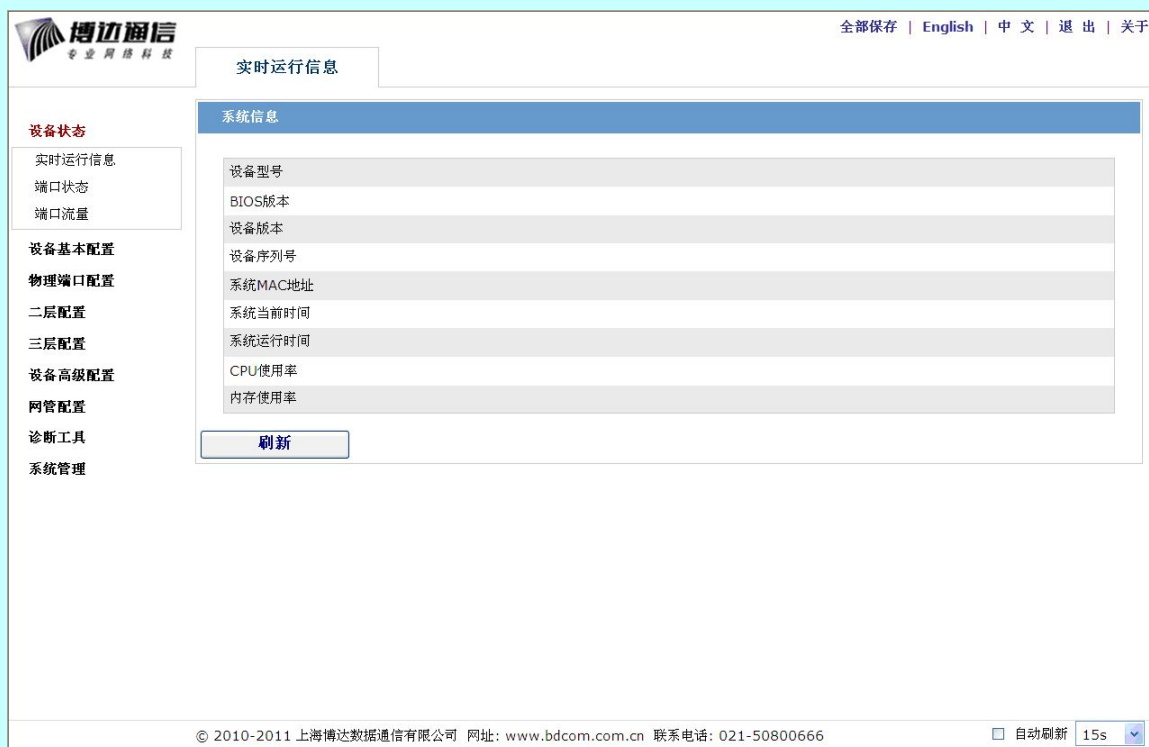 博达通信
专业网络科技
全部保存 | English | 中 文 | 退 出 | 关于
实时运行信息
设备状态
实时运行信息
端口状态
端口流量
设备基本配置
物理端口配置
二层配置
三层配置
设备高级配置
网管配置
诊断工具
系统管理
系统信息
设备型号
BIOS版本
设备版本
设备序列号
系统MAC地址
系统当前时间
系统运行时间
CPU使用率
内存使用率
刷新
© 2010-2011 上海博达数据通信有限公司 网址: www.bdcom.com.cn 联系电话: 021-50800666
自动刷新 15s